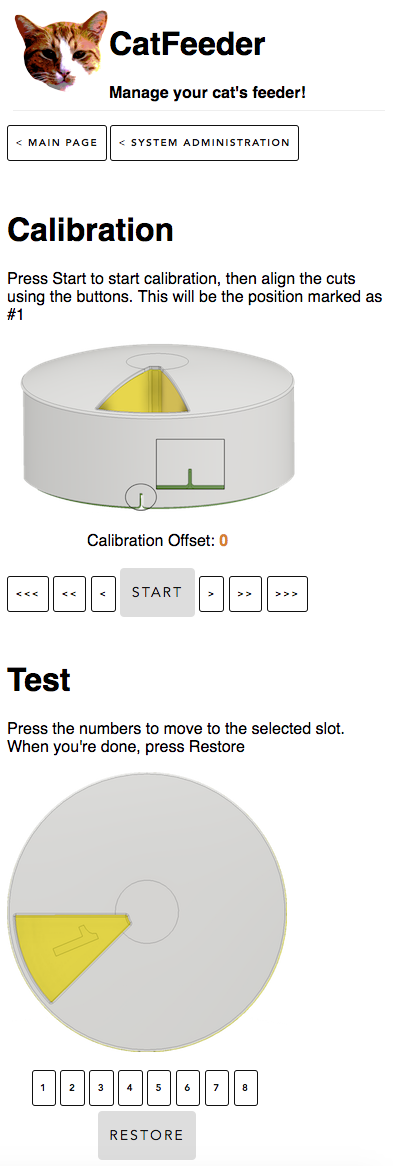 CatFeeder
Manage your cat's feeder!
< MAIN PAGE
< SYSTEM ADMINISTRATION
Calibration
Press Start to start calibration, then align the cuts
using the buttons. This will be the position marked as
#1
Calibration Offset: 0
<<<
<<
<
START
>
>>
>>>
Test
Press the numbers to move to the selected slot.
When you're done, press Restore
1
2
3
4
5
6
7
8
RESTORE